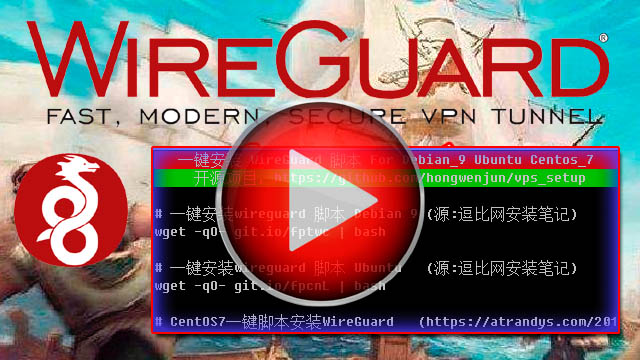 WIREGUARD®
FAST, MODERN, SECURE VPN TUNNEL
一键安装 WireGuard 脚本 For Debian_9 Ubuntu Centos_7
开源项目: https://github.com/hongwenjun/vps_setup
# 一键安装wireguard 脚本 Debian 9 (源:逗比网安装笔记)
wget -qO- git.io/fptwc | bash
# 一键安装wireguard 脚本 Ubuntu (源:逗比网安装笔记)
wget -qO- git.io/fpcnL | bash
# CentOS7一键脚本安装WireGuard (https://atrandys.com/201